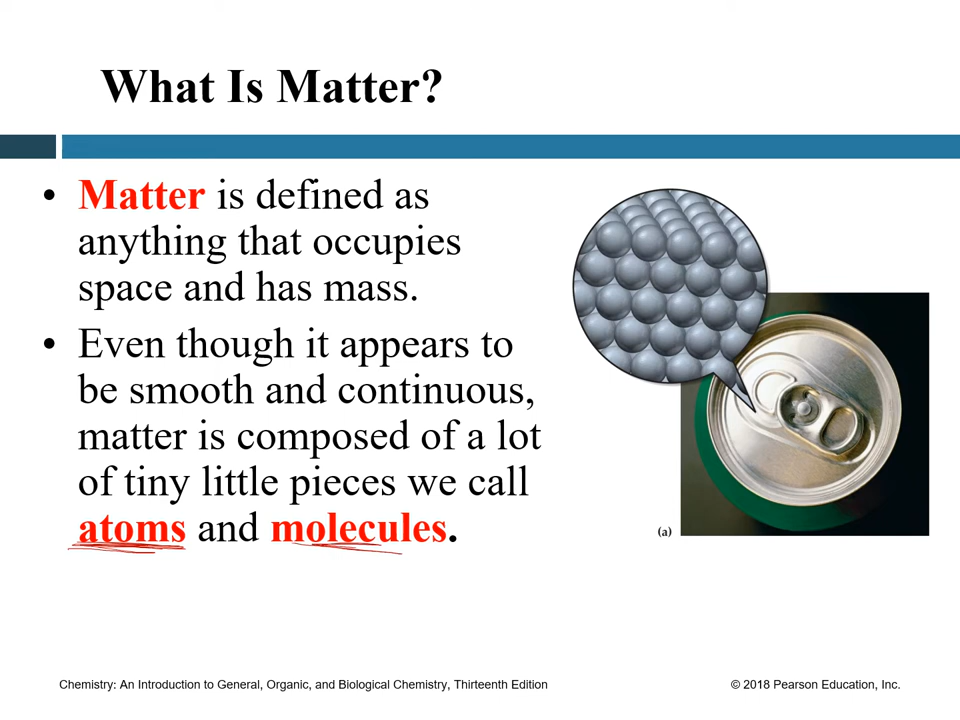 What Is Matter?
• Matter is defined as
anything that occupies
space and has mass.
• Even though it appears to
be smooth and continuous,
matter is composed of a lot
of tiny little pieces we call
atoms and molecules.
(a)
Chemistry: An Introduction to General, Organic, and Biological Chemistry, Thirteenth Edition
© 2018 Pearson Education, Inc.